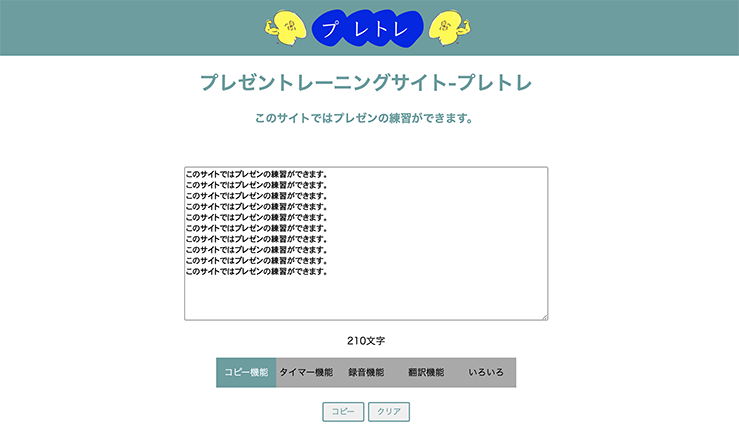 プレトレ
プレゼントレーニングサイト-プレトレ
このサイトではプレゼンの練習ができます。
このサイトではプレゼンの練習ができます。
このサイトではプレゼンの練習ができます。
このサイトではプレゼンの練習ができます。
このサイトではプレゼンの練習ができます。
このサイトではプレゼンの練習ができます。
このサイトではプレゼンの練習ができます。
このサイトではプレゼンの練習ができます。
このサイトではプレゼンの練習ができます。
このサイトではプレゼンの練習ができます。
このサイトではプレゼンの練習ができます。
210文字
コピー機能 タイマー機能 録音機能 翻訳機能 いろいろ
コピー クリア